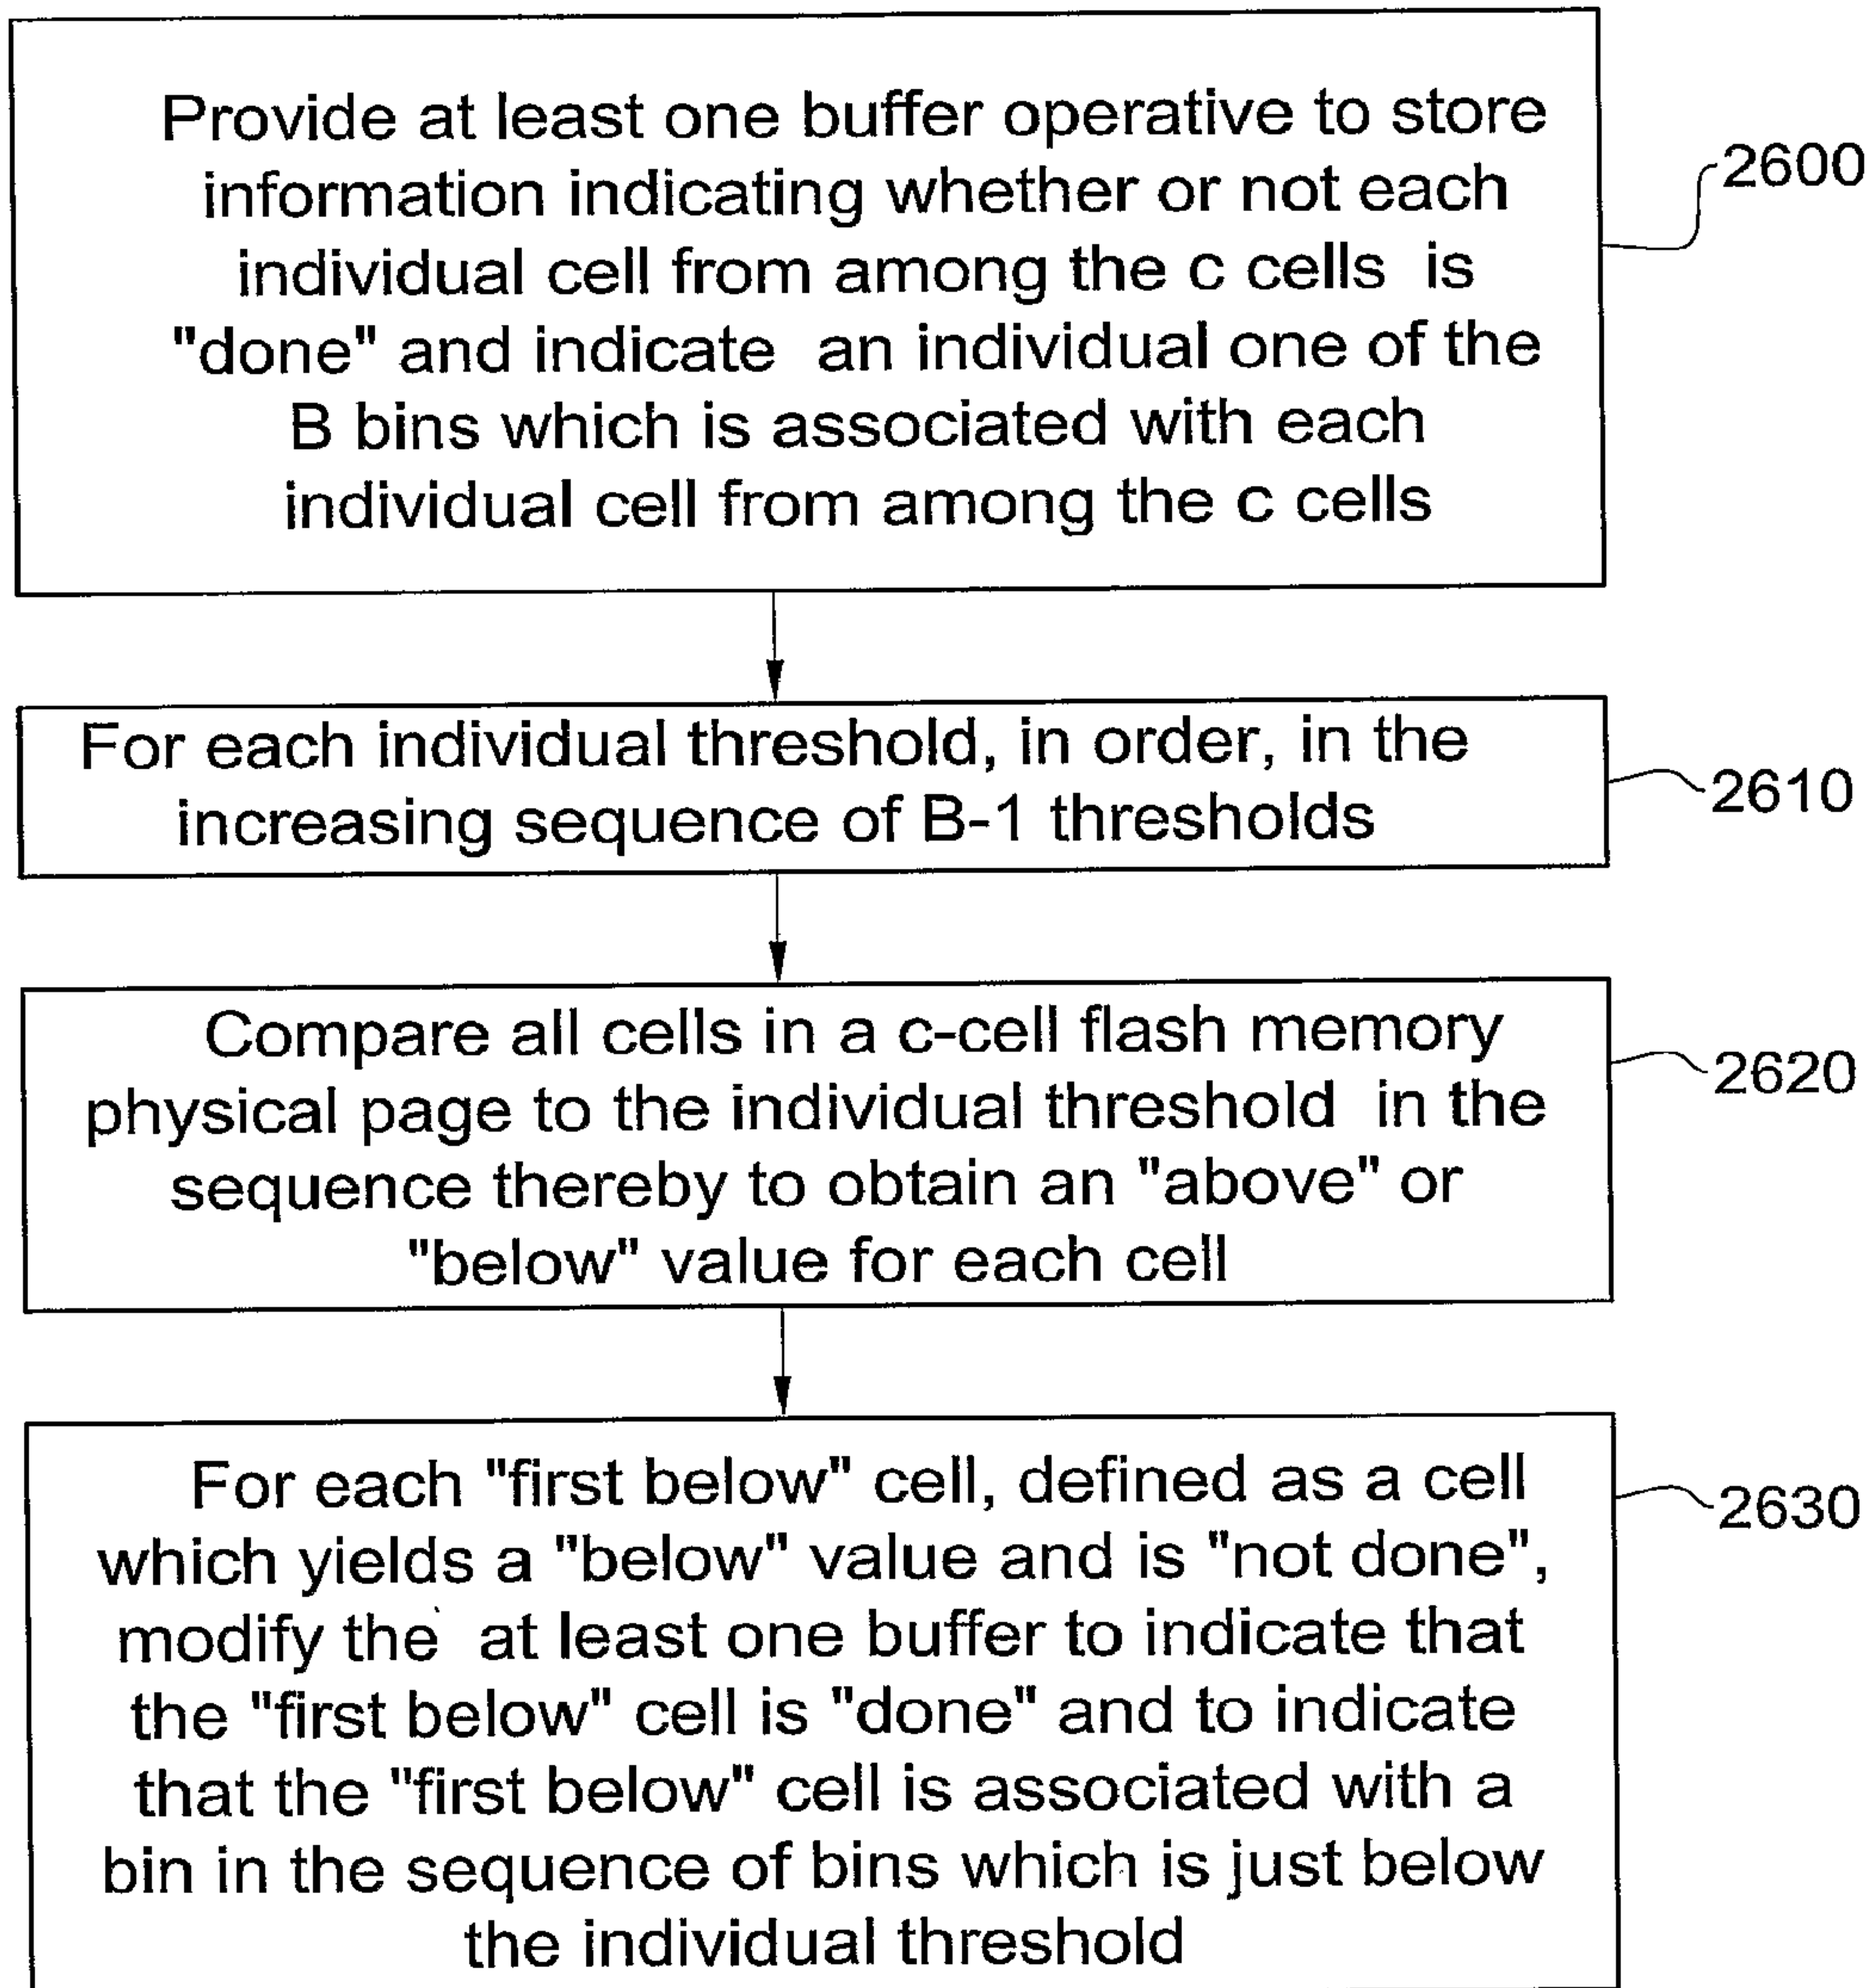 Provide at least one buffer operative to store
information indicating whether or not each
individual cell from among the c cells is
"done" and indicate an individual one of the
B bins which is associated with each
individual cell from among the c cells
2600
For each individual threshold, in order, in the
increasing sequence of B-1 thresholds
2610
Compare all cells in a c-cell flash memory
physical page to the individual threshold in the
sequence thereby to obtain an "above" or
"below" value for each cell
2620
For each "first below" cell, defined as a cell
which yields a "below" value and is "not done",
modify the at least one buffer to indicate that
the "first below" cell is "done" and to indicate
that the "first below" cell is associated with a
bin in the sequence of bins which is just below
the individual threshold
2630